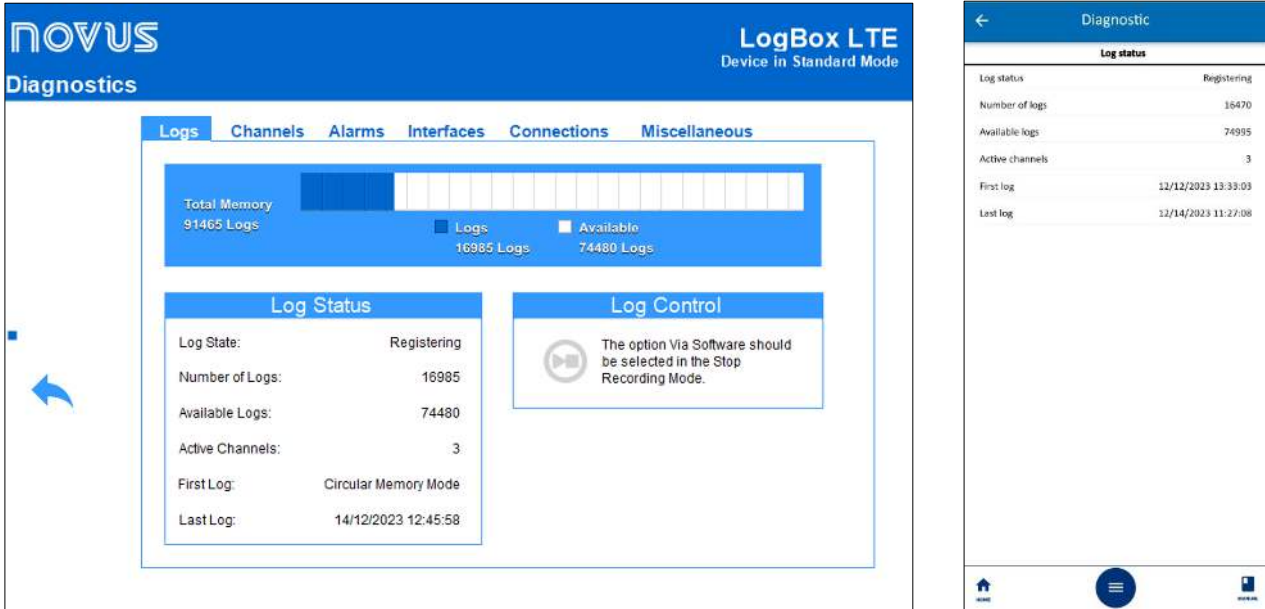 novus
LogBox LTE
Device in Standard Mode
Diagnostics
Logs Channels Alarms Interfaces Connections Miscellaneous
Total Memory
91465 Logs
Logs
16985 Logs
Available
74480 Logs
Log Status
Log State: Registering
Number of Logs: 16985
Available Logs: 74480
Active Channels: 3
First Log: Circular Memory Mode
Last Log: 14/12/2023 12:45:58
Log Control
The option Via Software should
be selected in the Stop
Recording Mode.
Diagnostic
Log status
Log status Registering
Number of logs 16470
Available logs 74995
Active channels 3
First log 12/12/2023 13:33:03
Last log 12/14/2023 11:27:08
HOME